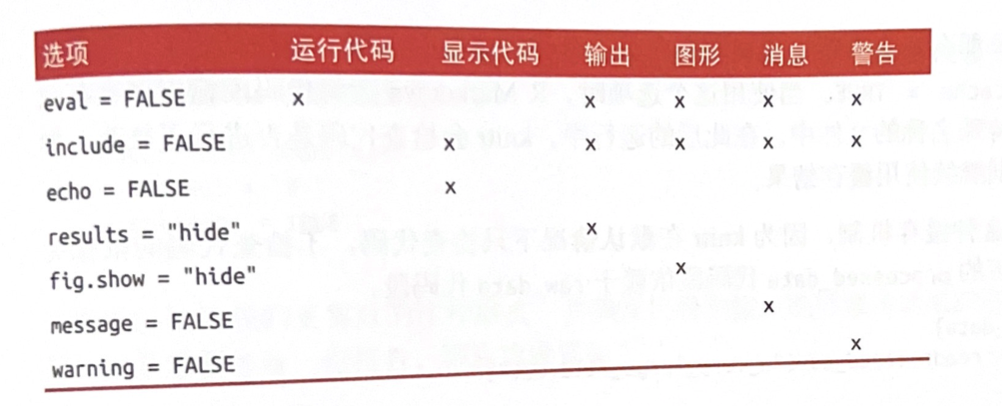 选项 运行代码 显示代码 输出 图形 消息 警告
eval = FALSE x x x x x
include = FALSE x x x x x
echo = FALSE x
results = "hide" x
fig.show = "hide" x
message = FALSE x
warning = FALSE x